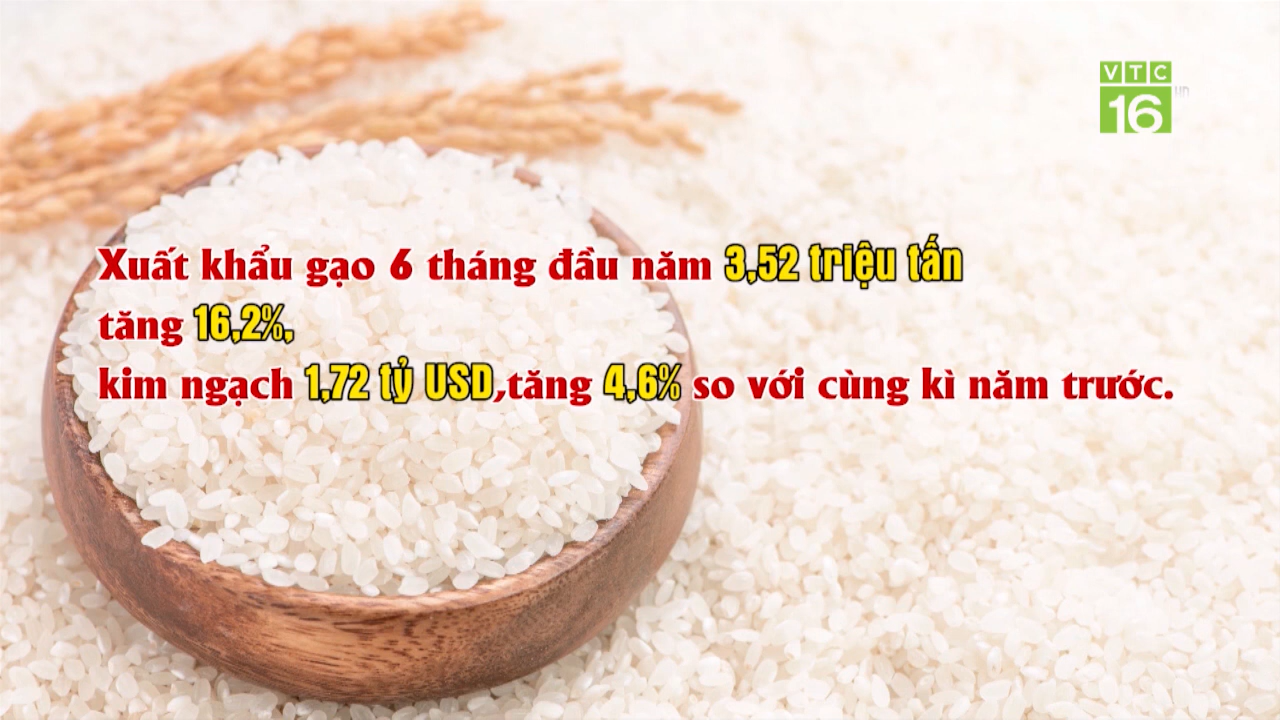 VTC
16
HD
Xuất khẩu gạo 6 tháng đầu năm 3,52 triệu tấn
tăng 16,2%,
kim ngạch 1,72 tỷ USD,tăng 4,6% so với cùng kì năm trước.